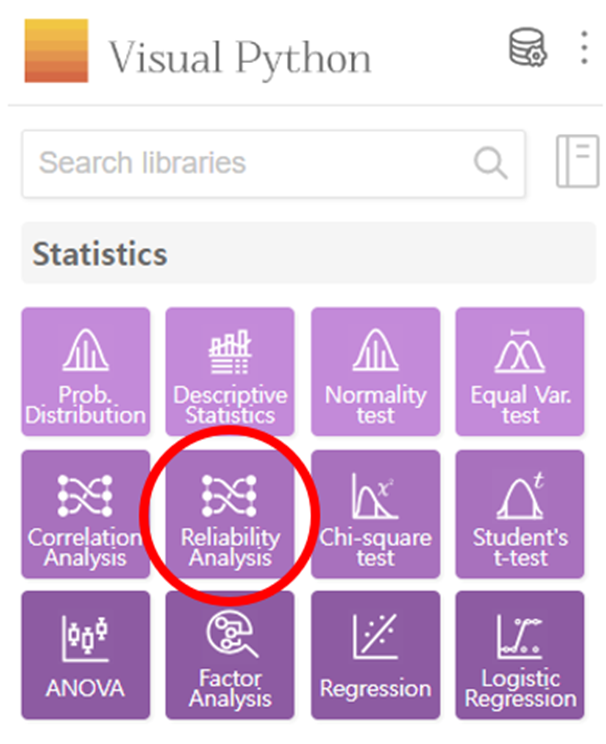 Visual Python
Search libraries
Statistics
Prob.
Distribution
Descriptive
Statistics
Normality
test
Equal Var.
test
Correlation
Analysis
Reliability
Analysis
x²
Chi-square
test
t
Student's
t-test
ANOVA
Factor
Analysis
Regression
Logistic
Regression